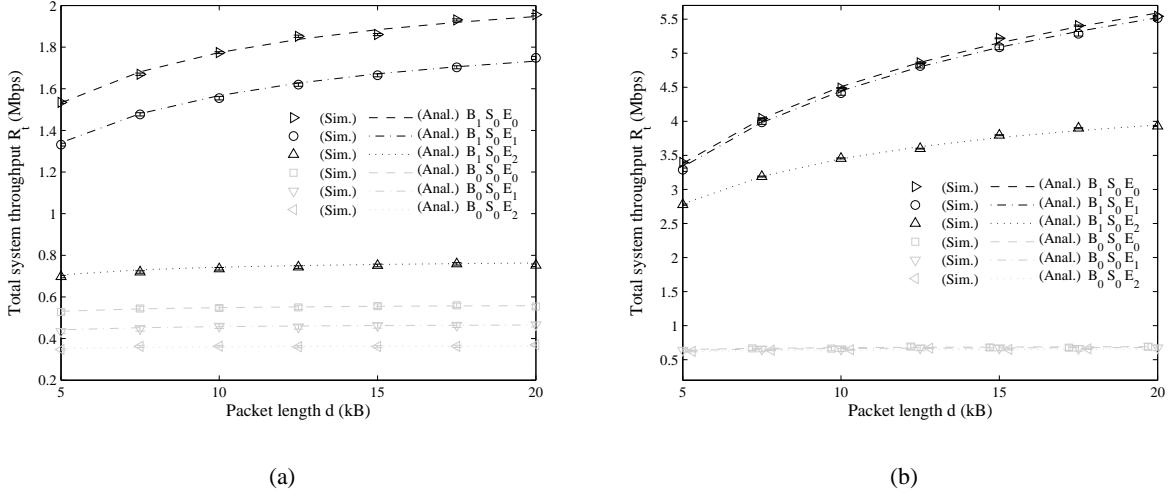 2
1.8
1.6
1.4
1.2
1
0.8
0.6
0.4
0.2
5
10
15
20
Total system throughput R_t (Mbps)
Packet length d (kB)
(Sim.) (Anal.) B_1 S_0 E_0
(Sim.) (Anal.) B_1 S_0 E_1
(Sim.) (Anal.) B_1 S_0 E_2
(Sim.) (Anal.) B_0 S_0 E_0
(Sim.) (Anal.) B_0 S_0 E_1
(Sim.) (Anal.) B_0 S_0 E_2
(a)
5.5
5
4.5
4
3.5
3
2.5
2
1.5
1
0.5
5
10
15
20
Total system throughput R_t (Mbps)
Packet length d (kB)
(Sim.) (Anal.) B_1 S_0 E_0
(Sim.) (Anal.) B_1 S_0 E_1
(Sim.) (Anal.) B_1 S_0 E_2
(Sim.) (Anal.) B_0 S_0 E_0
(Sim.) (Anal.) B_0 S_0 E_1
(Sim.) (Anal.) B_0 S_0 E_2
(b)